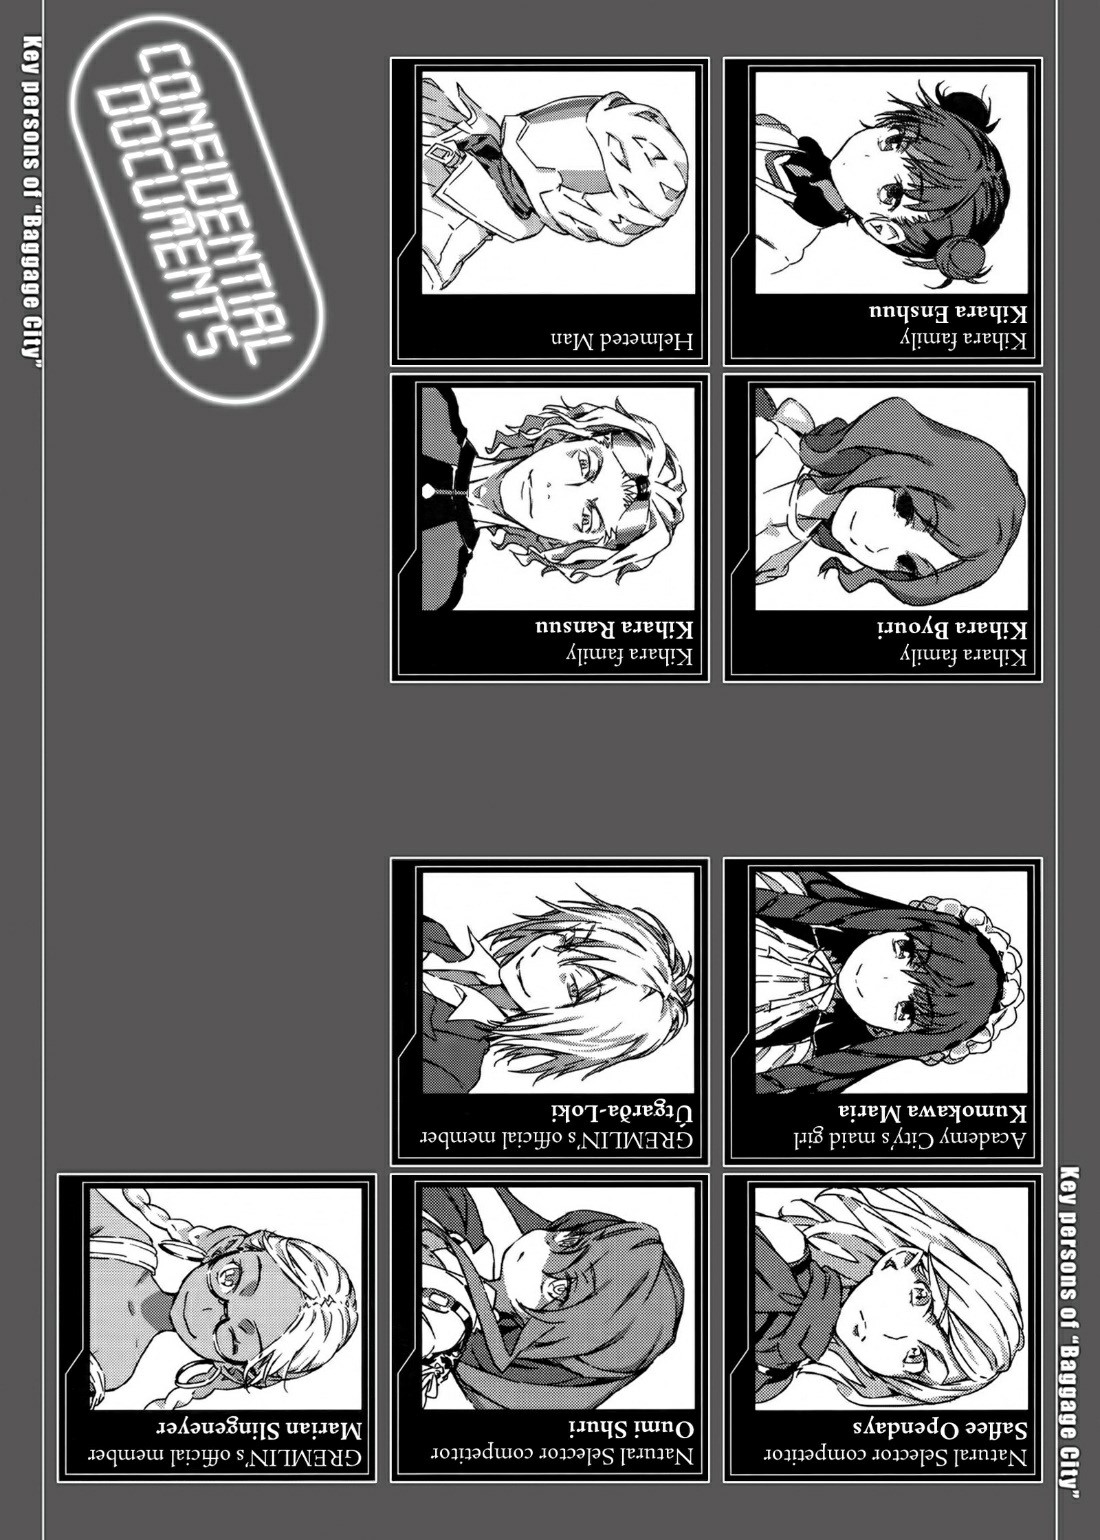 Key persons of "Baggage City"
CONFIDENTIAL
DOCUMENTS
Helmeted Man
Kihara family
Kihara Enshuu
Kihara family
Kihara Ransuu
Kihara family
Kihara Byouri
GREMLIN's official member
Útgarða-Loki
Academy City's maid girl
Kumokawa Maria
GREMLIN's official member
Marian Slingeneyer
Natural Selector competitor
Oumi Shuri
Natural Selector competitor
Saflee Opendays
Key persons of "Baggage City"